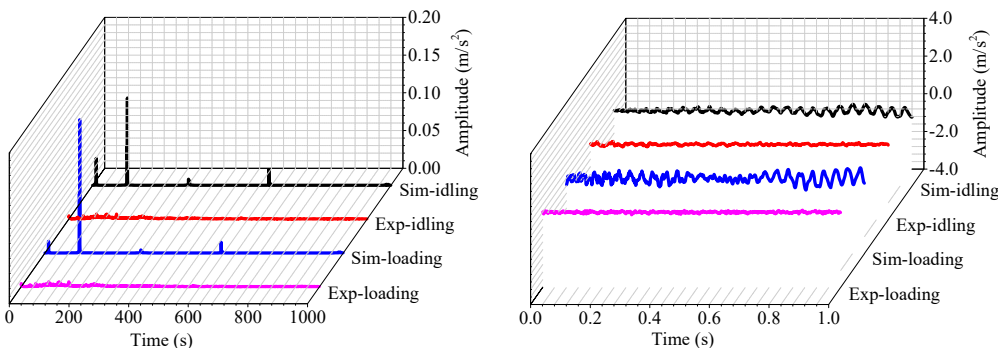 0.20
0.15
0.10
0.05
0.00
Amplitude (m/s²)
Sim-idling
Exp-idling
Sim-loading
Exp-loading
0 200 400 600 800 1000
Time (s)
4.0
2.0
0.0
-2.0
-4.0
Amplitude (m/s²)
Sim-idling
Exp-idling
Sim-loading
Exp-loading
0.0 0.2 0.4 0.6 0.8 1.0
Time (s)